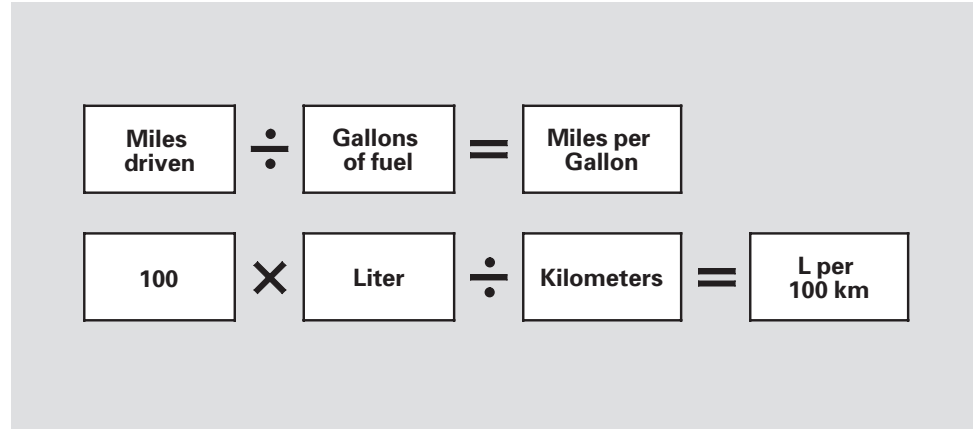 Miles driven ÷ Gallons of fuel = Miles per Gallon
100 × Liter ÷ Kilometers = L per 100 km